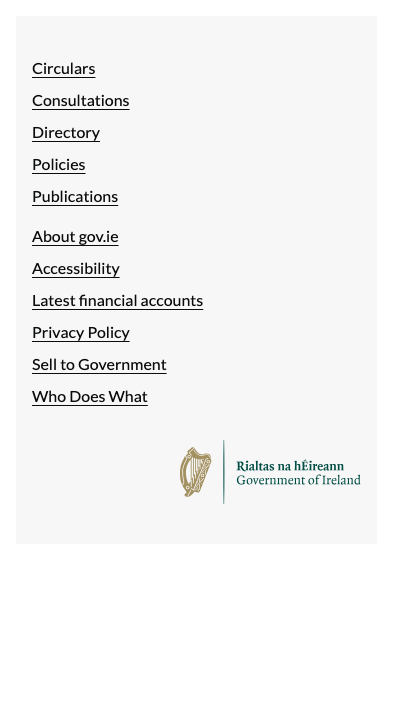 Circulars
Consultations
Directory
Policies
Publications
About gov.ie
Accessibility
Latest financial accounts
Privacy Policy
Sell to Government
Who Does What
Rialtas na hÉireann
Government of Ireland